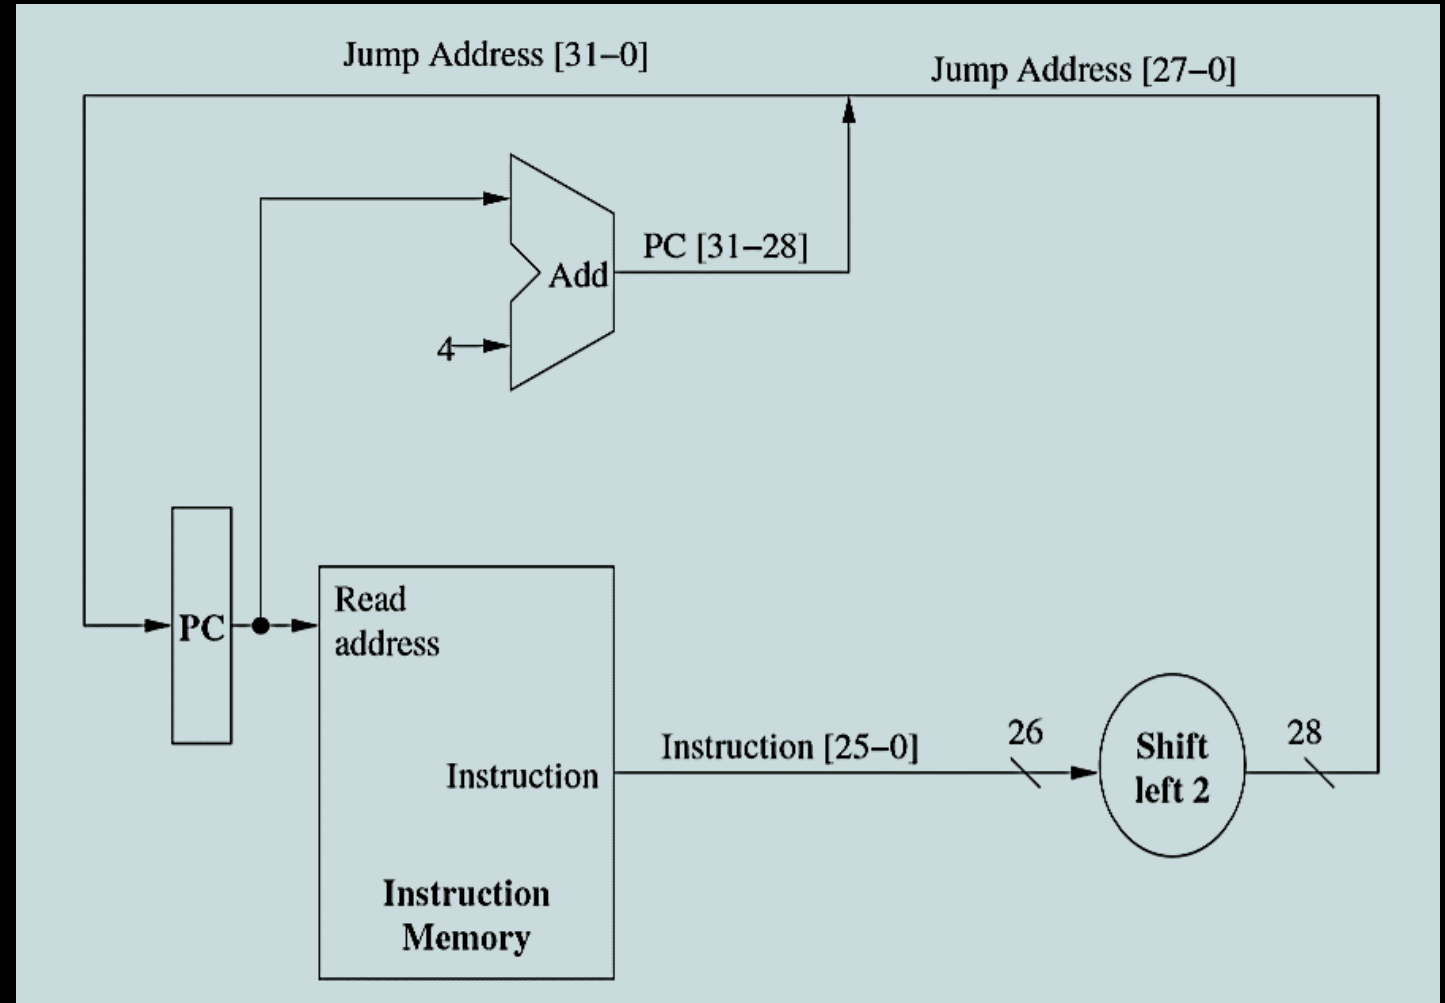 Jump Address [31–0]
Jump Address [27–0]
PC [31–28]
Add
4
PC
Read
address
Instruction [25–0]
26
28
Shift
left 2
Instruction
Instruction
Memory